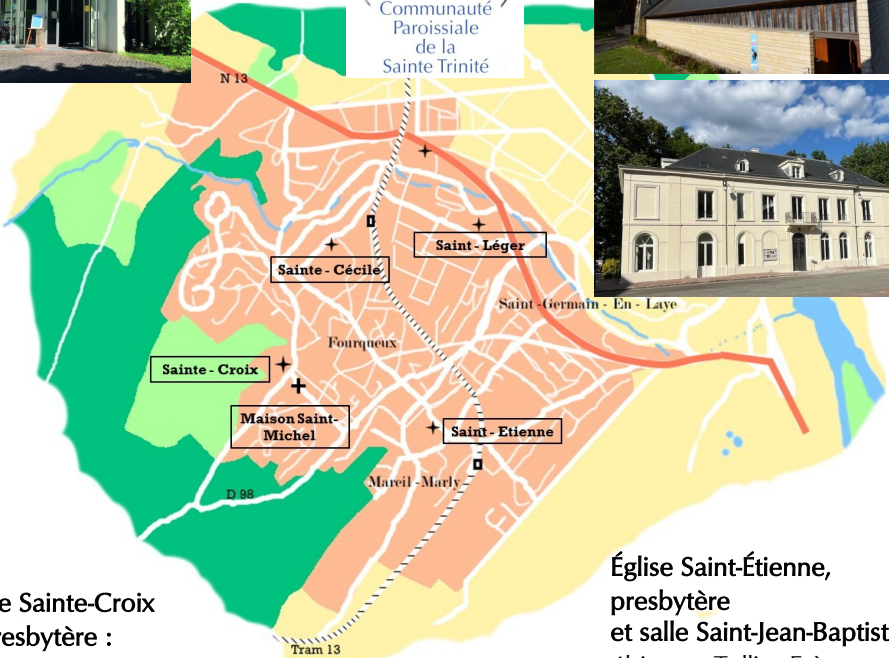 Communauté
Paroissiale
de la
Sainte Trinité
N 13
Saint - Léger
Sainte - Cécile
Saint -Germain - En - Laye
Fourqueux
Sainte - Croix
Maison Saint-
Michel
Saint - Etienne
Mareil -Marly
D 98
Tram 13
e Sainte-Croix
resbytère :
Église Saint-Étienne,
presbytère
et salle Saint-Jean-Baptist